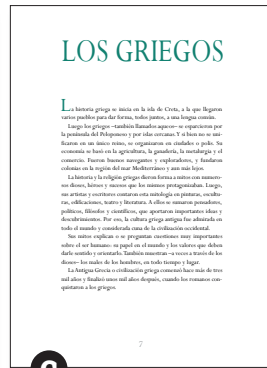 LOS GRIEGOS
La historia griega se inicia en la isla de Creta, a la que llegaron
varios pueblos para dar forma, todos juntos, a una lengua común.
Luego los griegos –también llamados aqueos– se esparcieron por
la península del Peloponeso y por islas cercanas. Y si bien no se uni-
ficaron en un único reino, se organizaron en ciudades o polis. Su
economía se basó en la agricultura, la ganadería, la metalurgia y el
comercio. Fueron buenos navegantes y exploradores, y fundaron
colonias en la región del mar Mediterráneo y aun más lejos.
La historia y la religión griegas dieron forma a mitos con numero-
sos dioses, héroes y sucesos que los mismos protagonizaban. Luego,
sus artistas y escritores contaron esta mitología en pinturas, escultu-
ras, edificaciones, teatro y literatura. A ellos se sumaron pensadores,
políticos, filósofos y científicos, que aportaron importantes ideas y
descubrimientos. Por eso, la cultura griega antigua fue admirada en
todo el mundo y considerada cuna de la civilización occidental.
Sus mitos explican o se preguntan cuestiones muy importantes
sobre el ser humano: su papel en el mundo y los valores que deben
darle sentido y orientarlo. También muestran –a veces a través de los
dioses– los males de los hombres, en todo tiempo y lugar.
La Antigua Grecia o civilización griega comenzó hace más de tres
mil años y finalizó unos mil años después, cuando los romanos con-
quistaron a los griegos.
7